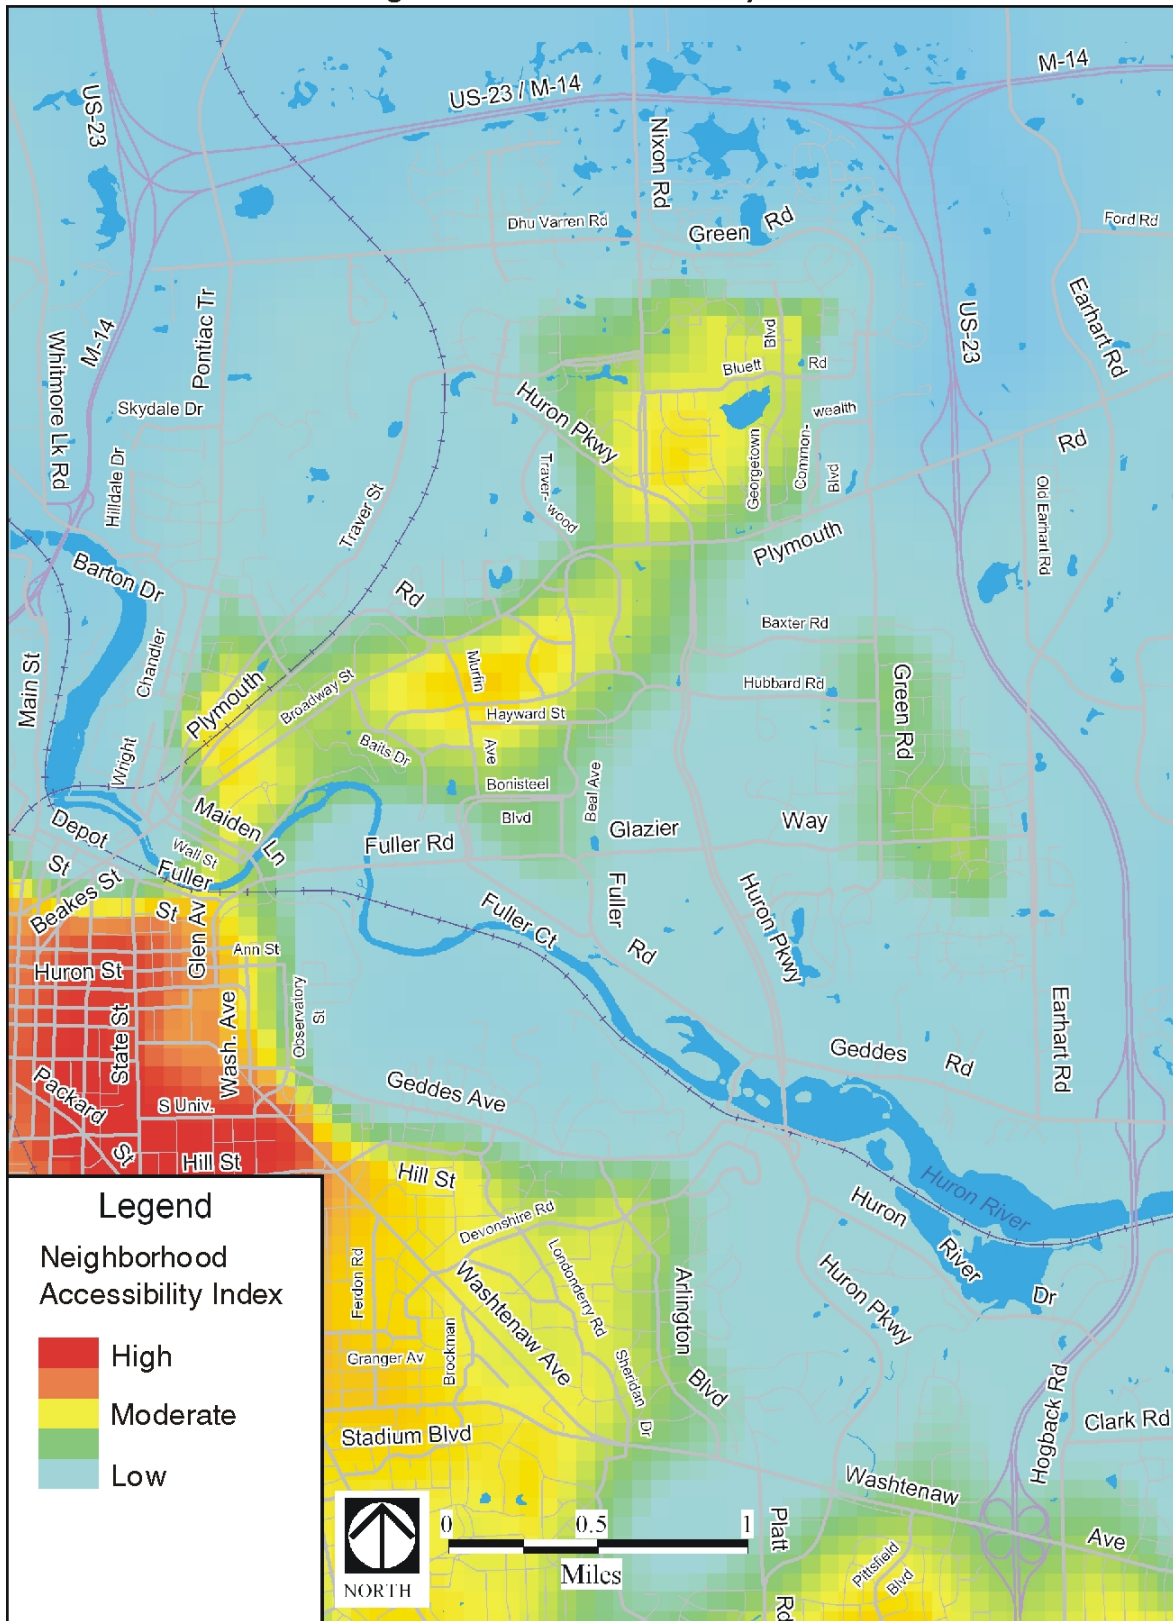 US-23
US-23 / M-14
M-14
Nixon Rd
Dhu Varren Rd
Green Rd
Ford Rd
Whitmore Lk Rd
M-14
Pontiac Tr
US-23
Earhart Rd
Skydale Dr
Huron Pkwy
Bluett Rd
Blvd
Common-
wealth
Blvd
Georgetown
Hilldale Dr
Traver St
Traver-
wood
Rd
Old Earhart Rd
Plymouth
Barton Dr
Rd
Baxter Rd
Main St
Chandler
Plymouth
Broadway St
Murfin
Ave
Hubbard Rd
Green Rd
Hayward St
Baits Dr
Wright
Bonisteel
Blvd
Beal Ave
Maiden Ln
Depot
St
Wall St
Fuller
St
Fuller Rd
Glazier Way
Beakes St
Glen Av
Ann St
Fuller Ct
Fuller
Rd
Huron Pkwy
Huron St
State St
Wash. Ave
Observatory
St
Earhart Rd
Geddes Rd
Packard
St
S Univ.
Geddes Ave
Hill St
Hill St
Huron River
Huron
River
Dr
Devonshire Rd
Londonderry Rd
Ferdon Rd
Washtenaw Ave
Arlington
Blvd
Huron Pkwy
Granger Av
Brockman
Sheridan
Dr
Stadium Blvd
Hogback Rd
Clark Rd
Washtenaw
Ave
Platt
Rd
Pittsfield
Blvd
Legend
Neighborhood
Accessibility Index
High
Moderate
Low
NORTH
0 0.5 1
Miles